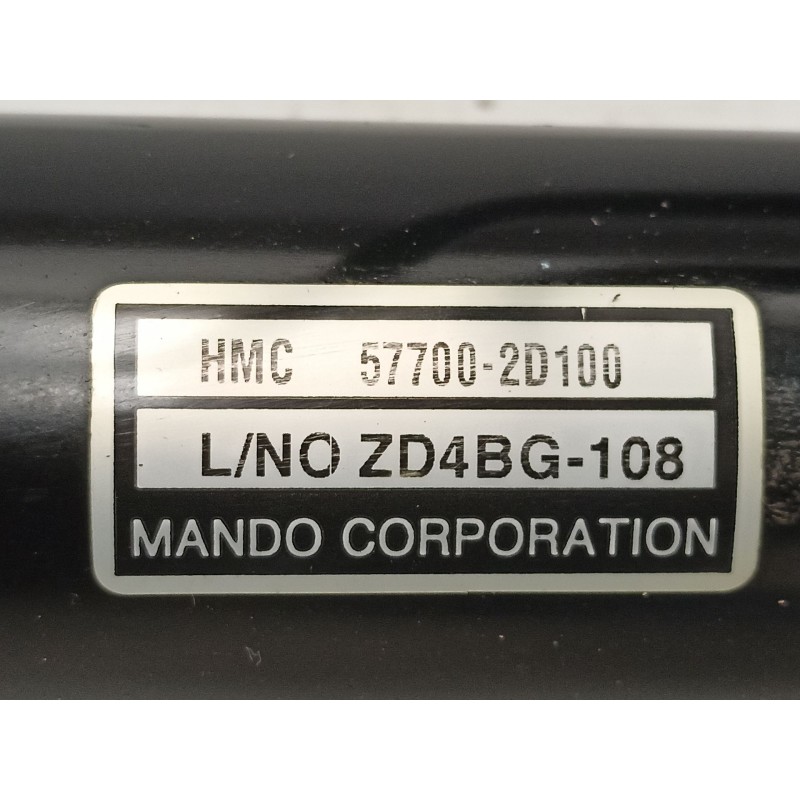 HMC 57700-2D100
L/NO ZD4BG-108
MANDO CORPORATION